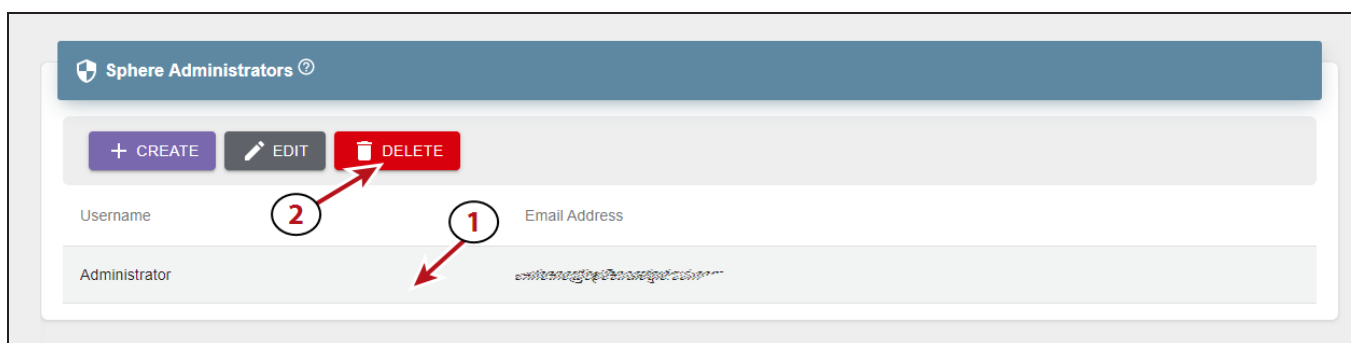 Sphere Administrators ?
+ CREATE EDIT DELETE
2 1
Username Email Address
Administrator